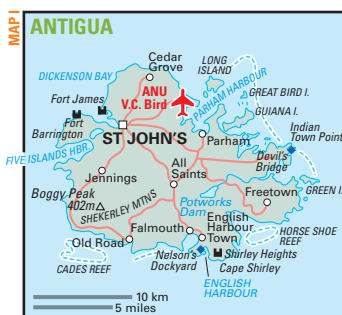 MAP I
ANTIGUA
Cedar
Grove
LONG
ISLAND
DICKENSON BAY
ANU
V.C. Bird
PARHAM HARBOUR
GREAT BIRD I.
Fort James
GUIANA I.
Fort
Barrington
Indian
Town Point
ST JOHN'S
Parham
FIVE ISLANDS HBR.
Devil's
Bridge
All
Saints
Jennings
GREEN I.
Boggy Peak
402m
Freetown
SHEKERLEY MTNS
Potworks
Dam
English
Harbour
Town
Falmouth
HORSE SHOE
REEF
Old Road
Shirley Heights
CADES REEF
Nelson's
Dockyard
Cape Shirley
ENGLISH
HARBOUR
10 km
5 miles